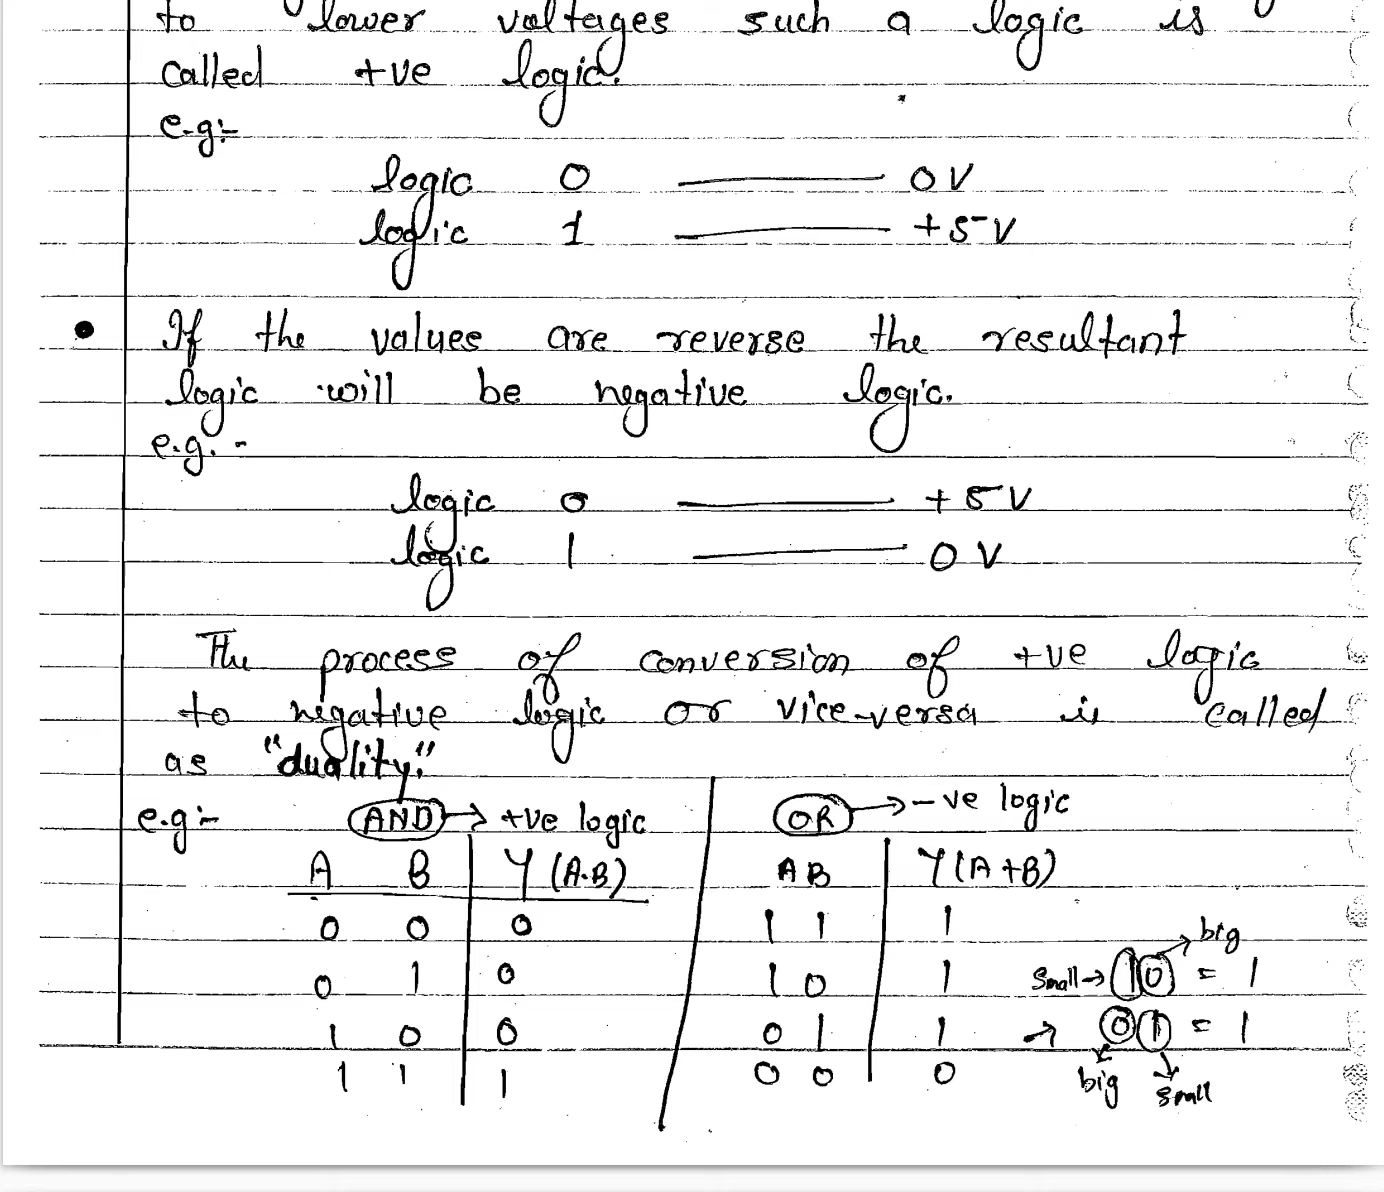 to lower voltages such a logic is
called +ve logic.
e.g:-
logic 0 —— 0V
logic 1 —— +5V
• If the values are reverse the resultant
logic will be negative logic.
e.g. -
logic 0 —— +5V
logic 1 —— 0V
The process of conversion of +ve logic
to negative logic or vice-versa is called
as "duality."
e.g:- AND → +ve logic OR → -ve logic
A B Y (A.B) A B Y (A+B)
0 0 0 1 1 1
big
0 1 0 1 0 1 Small → 1 0 = 1
1 0 0 0 1 1 → 0 1 = 1
1 1 1 0 0 0 big small